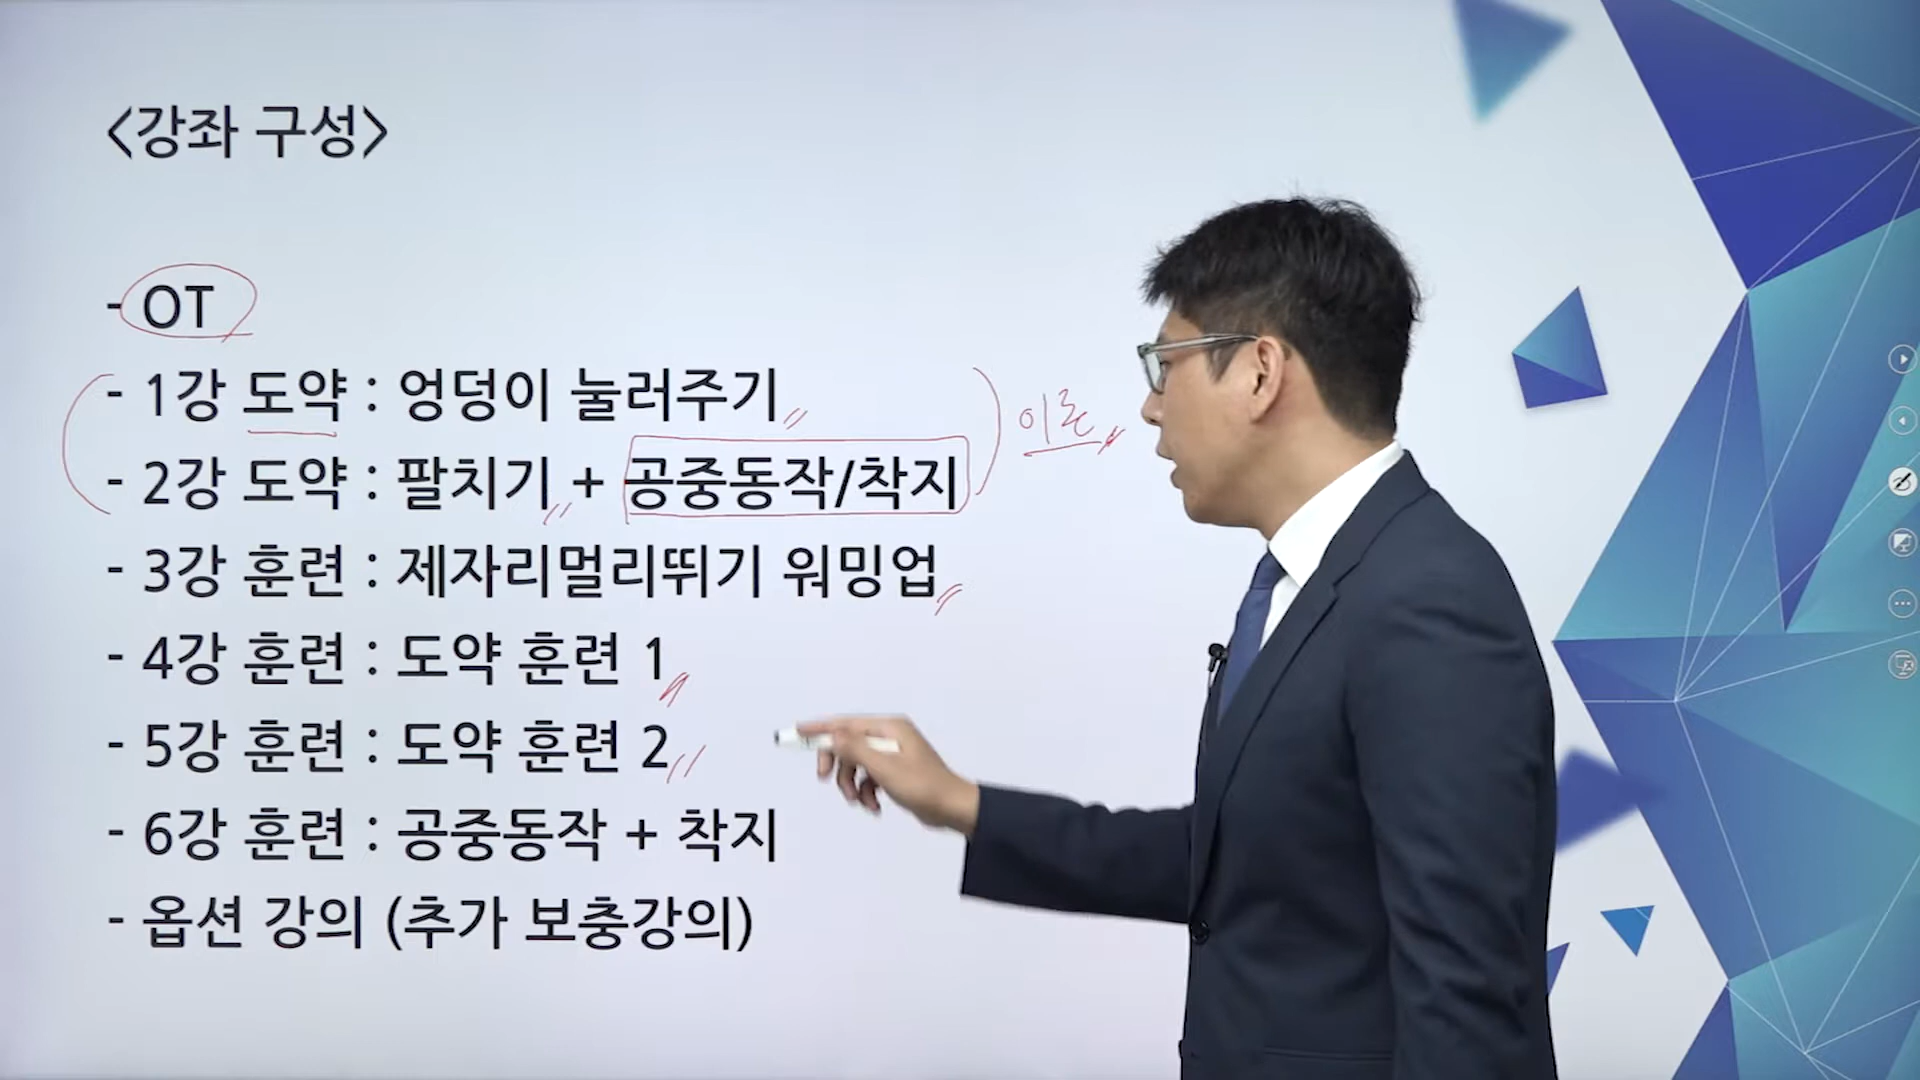 <강좌 구성>
- OT
- 1강 도약 : 엉덩이 눌러주기
- 2강 도약 : 팔치기 + 공중동작/착지
이론
- 3강 훈련 : 제자리멀리뛰기 워밍업
- 4강 훈련 : 도약 훈련 1
- 5강 훈련 : 도약 훈련 2
- 6강 훈련 : 공중동작 + 착지
- 옵션 강의 (추가 보충강의)